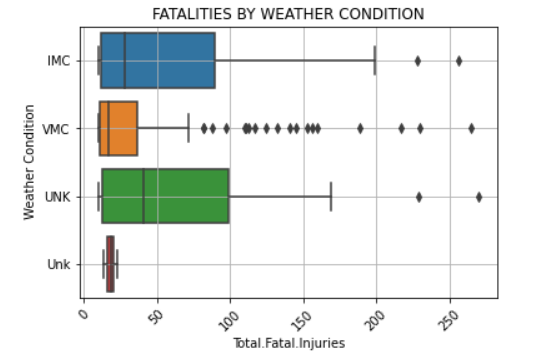 FATALITIES BY WEATHER CONDITION
IMC
VMC
UNK
Unk
Weather Condition
0
50
100
150
200
250
Total.Fatal.Injuries